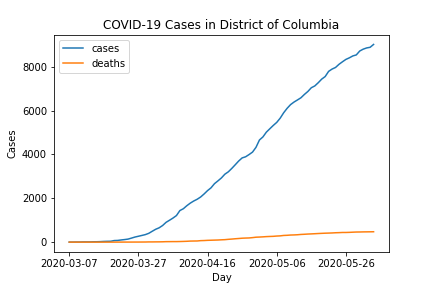 COVID-19 Cases in District of Columbia
cases
deaths
8000
6000
4000
2000
0
Cases
2020-03-07 2020-03-27 2020-04-16 2020-05-06 2020-05-26
Day